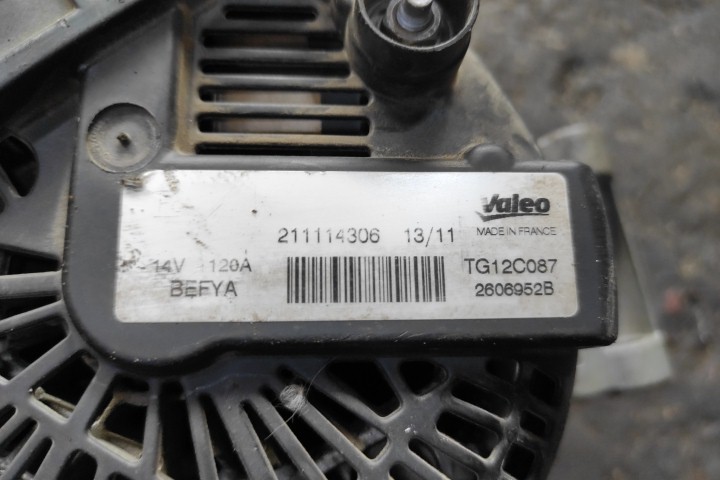 Valeo
MADE IN FRANCE
211114306 13/11
14V 120A
TG12C087
BEFYA
2606952B